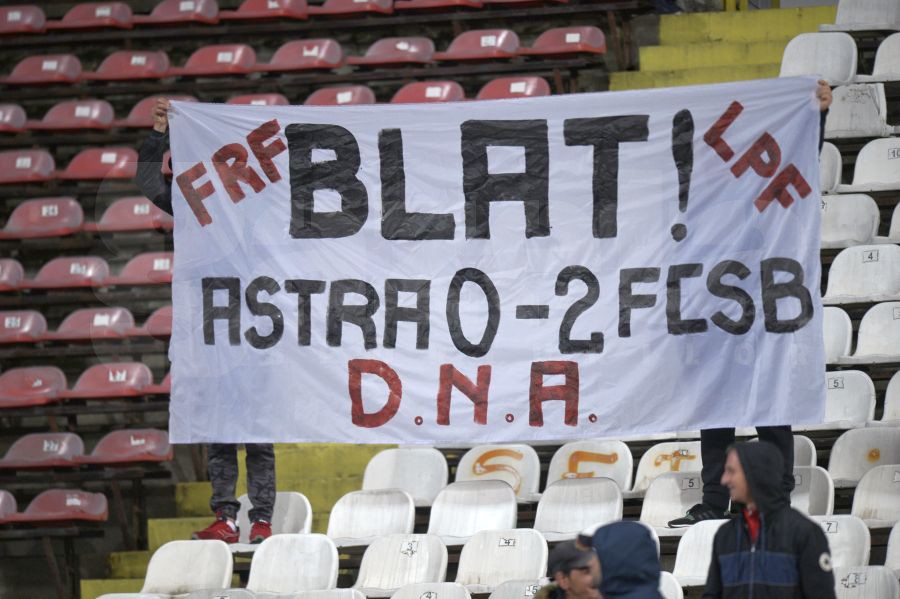 FRF BLAT! LPF
ASTRA 0-2 FCSB
D.N.A.